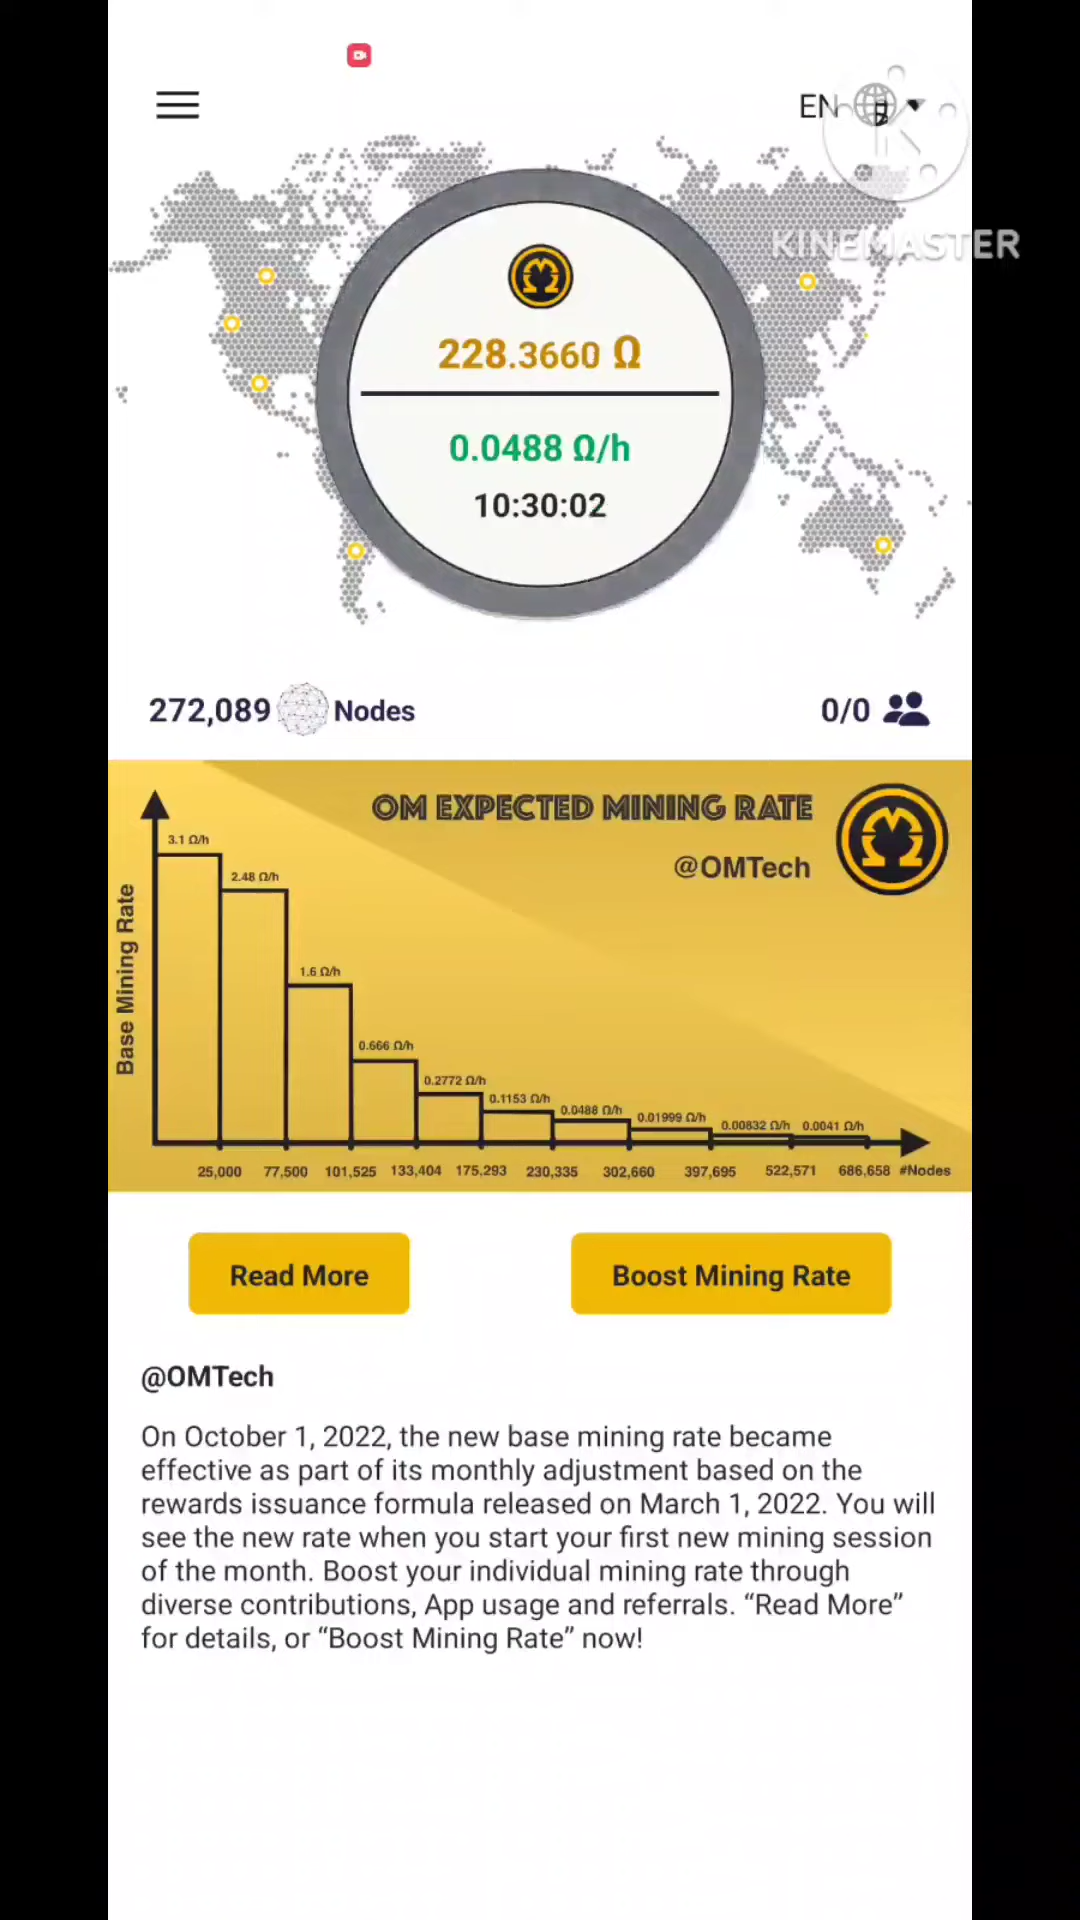 EN
KINEMASTER
228.3660 Ω
0.0488 Ω/h
10:30:02
272,089 Nodes
0/0
OM EXPECTED MINING RATE
@OMTech
Base Mining Rate
3.1 Ω/h
2.48 Ω/h
1.6 Ω/h
0.666 Ω/h
0.2772 Ω/h
0.1153 Ω/h
0.0488 Ω/h
0.01999 Ω/h
0.00832 Ω/h
0.0041 Ω/h
25,000 77,500 101,525 133,404 175,293 230,335 302,660 397,695 522,571 686,658 #Nodes
Read More
Boost Mining Rate
@OMTech
On October 1, 2022, the new base mining rate became
effective as part of its monthly adjustment based on the
rewards issuance formula released on March 1, 2022. You will
see the new rate when you start your first new mining session
of the month. Boost your individual mining rate through
diverse contributions, App usage and referrals. “Read More”
for details, or “Boost Mining Rate” now!